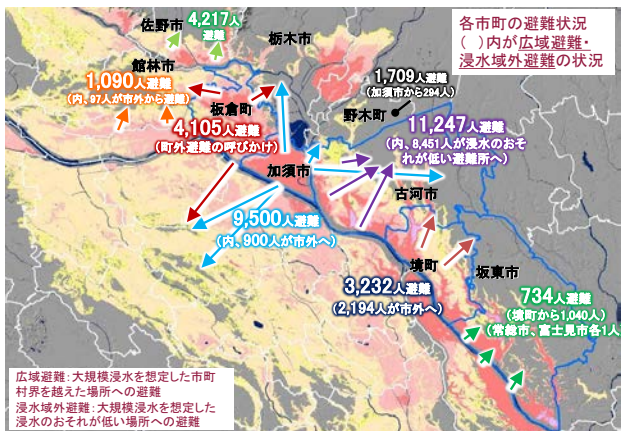 各市町の避難状況
( )内が広域避難・
浸水域外避難の状況
佐野市
4,217人
避難
栃木市
館林市
1,090人避難
(内、97人が市外から避難)
板倉町
4,105人避難
(町外避難の呼びかけ)
1,709人避難
(加須市から294人)
野木町
11,247人避難
(内、8,451人が浸水のおそ
れが低い避難所へ)
加須市
古河市
9,500人避難
(内、900人が市外へ)
境町
3,232人避難
(2,194人が市外へ)
坂東市
734人避難
(境町から1,040人)
(常総市、富士見市各1人)
広域避難:大規模浸水を想定した市町
村界を越えた場所への避難
浸水域外避難:大規模浸水を想定した
浸水のおそれが低い場所への避難